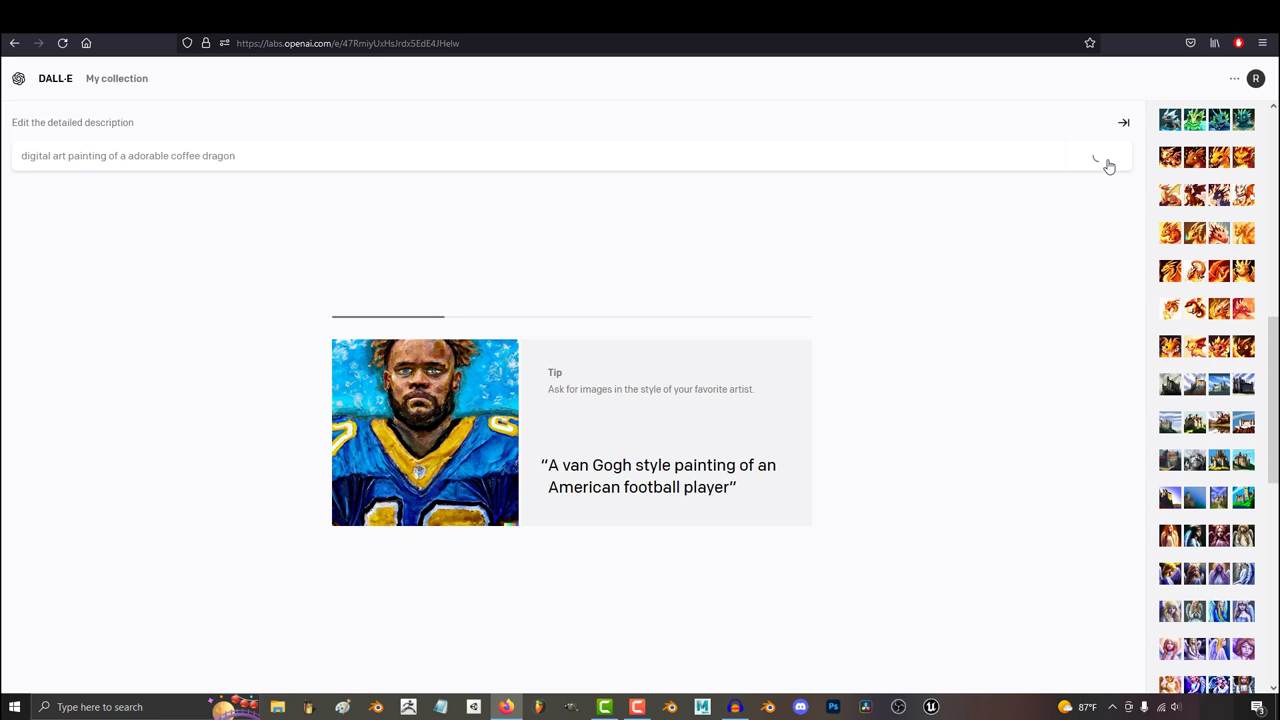 https://labs.openai.com/e/47RmiyUxHsJrdx5EdE4JHelw
DALL·E
My collection
R
Edit the detailed description
digital art painting of a adorable coffee dragon
Tip
Ask for images in the style of your favorite artist.
“A van Gogh style painting of an
American football player”
Type here to search
87°F